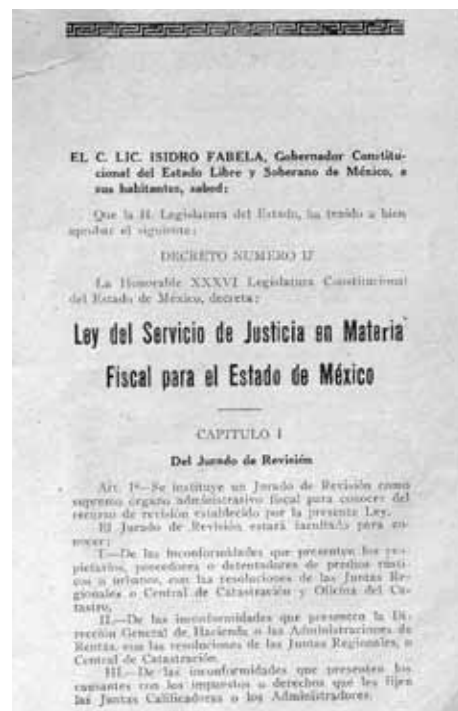 EL C. LIC. ISIDRO FABELA, Gobernador Constitu-
cional del Estado Libre y Soberano de México, a
sus habitantes, sabed:
Que la H. Legislatura del Estado, ha tenido a bien
aprobar el siguiente:
DECRETO NUMERO
La Honorable XXXVI Legislatura Constitucional
del Estado de México, decreta:
Ley del Servicio de Justicia en Materia
Fiscal para el Estado de México
CAPITULO I
Del Jurado de Revisión
Art. 1º—Se instituye un Jurado de Revisión como
supremo órgano administrativo fiscal para conocer del
recurso de revisión establecido por la presente Ley.
El Jurado de Revisión estará facultado para co-
nocer:
I.—De las inconformidades que presenten los pro-
pietarios, poseedores o detentadores de predios rústi-
cos o urbanos, con las resoluciones de las Juntas Re-
gionales o Central de Catastración y Oficina del Ca-
tastro.
II.—De las inconformidades que presenten la Di-
rección General de Hacienda o las Administraciones de
Rentas, con las resoluciones de las Juntas Regionales, o
Central de Catastración.
III.—De las inconformidades que presenten los
causantes con los impuestos o derechos que les fijen
las Juntas Calificadoras o los Administradores.